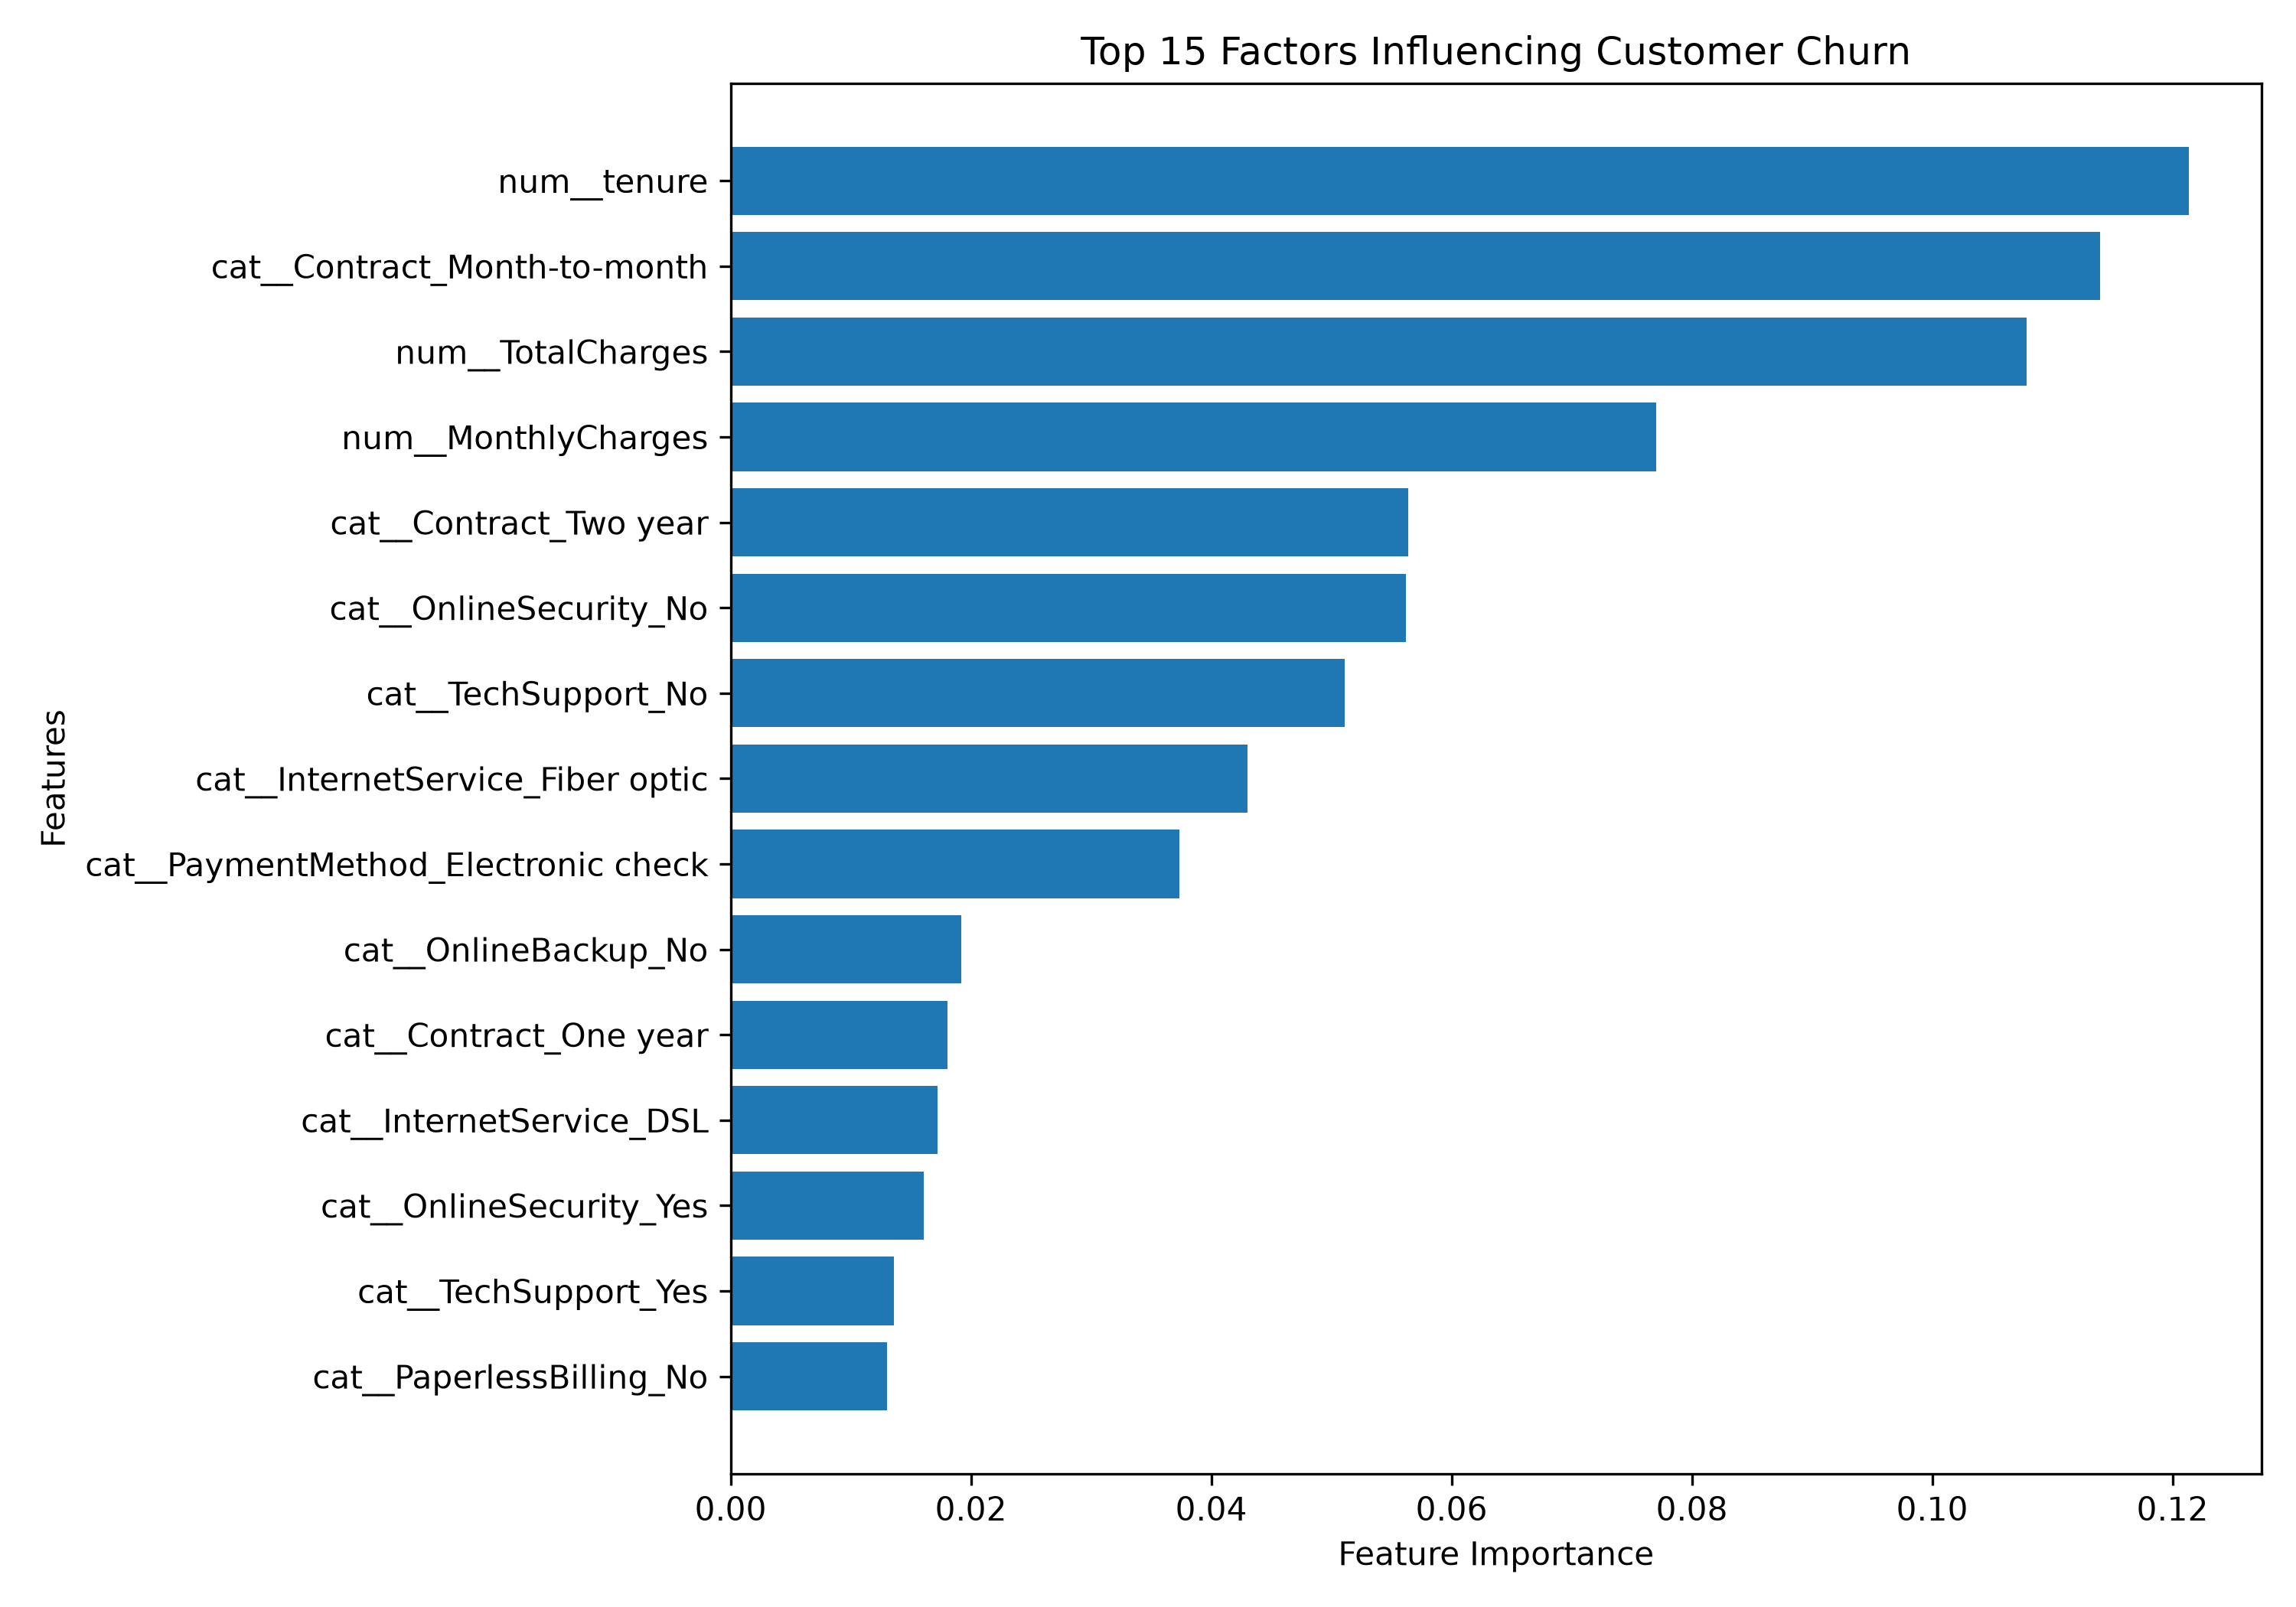 Top 15 Factors Influencing Customer Churn
Features
num__tenure
cat__Contract_Month-to-month
num__TotalCharges
num__MonthlyCharges
cat__Contract_Two year
cat__OnlineSecurity_No
cat__TechSupport_No
cat__InternetService_Fiber optic
cat__PaymentMethod_Electronic check
cat__OnlineBackup_No
cat__Contract_One year
cat__InternetService_DSL
cat__OnlineSecurity_Yes
cat__TechSupport_Yes
cat__PaperlessBilling_No
0.00 0.02 0.04 0.06 0.08 0.10 0.12
Feature Importance